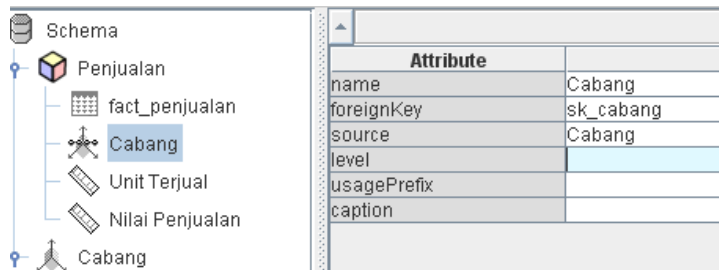 Schema
Penjualan
fact_penjualan
Cabang
Unit Terjual
Nilai Penjualan
Cabang
Attribute
name Cabang
foreignKey sk_cabang
source Cabang
level
usagePrefix
caption